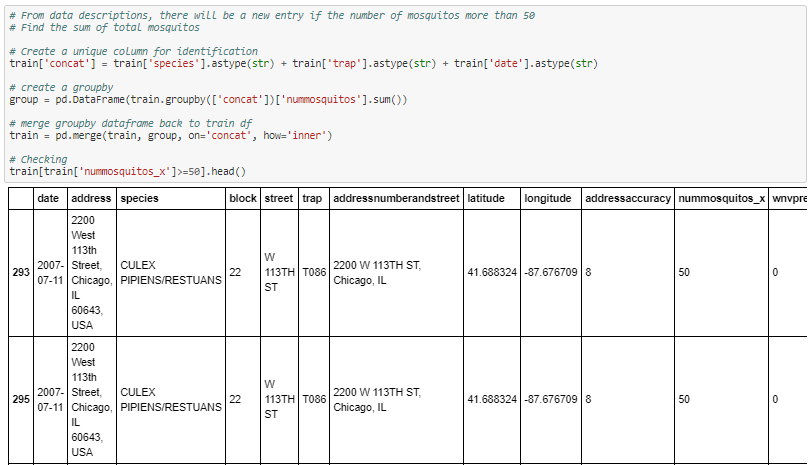 # From data descriptions, there will be a new entry if the number of mosquitos more than 50
# Find the sum of total mosquitos
# Create a unique column for identification
train['concat'] = train['species'].astype(str) + train['trap'].astype(str) + train['date'].astype(str)
# create a groupby
group = pd.DataFrame(train.groupby(['concat'])['nummosquitos'].sum())
# merge groupby dataframe back to train df
train = pd.merge(train, group, on='concat', how='inner')
# Checking
train[train['nummosquitos_x']>=50].head()
date address species block street trap addressnumberandstreet latitude longitude addressaccuracy nummosquitos_x wnvpre
2200
West
113th
W
293 2007- Street, CULEX 22 113TH T086 2200 W 113TH ST, 41.688324 -87.676709 8 50 0
07-11 Chicago, PIPIENS/RESTUANS ST Chicago, IL
IL
60643,
USA
2200
West
113th
W
295 2007- Street, CULEX 22 113TH T086 2200 W 113TH ST, 41.688324 -87.676709 8 50 0
07-11 Chicago, PIPIENS/RESTUANS ST Chicago, IL
IL
60643,
USA